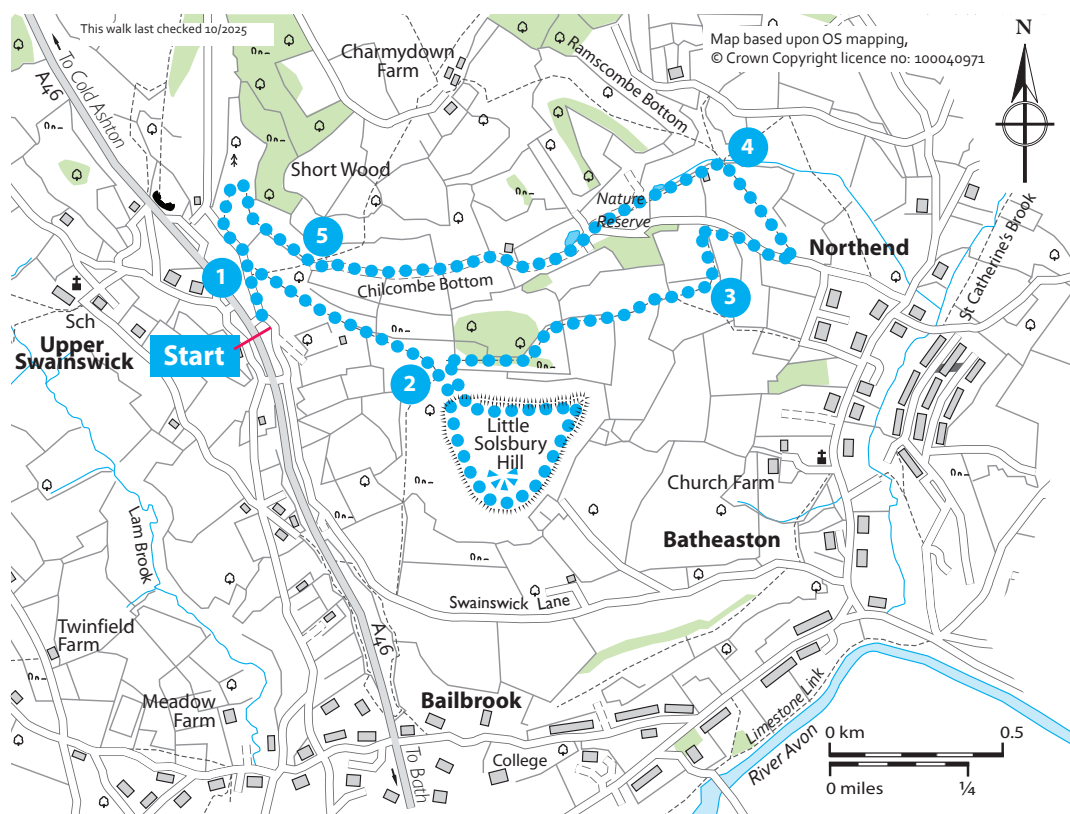 This walk last checked 10/2025
Map based upon OS mapping,
© Crown Copyright licence no: 100040971
N
To Cold Ashton
A46
Charmydown
Farm
Ramscombe Bottom
Short Wood
4
Nature
Reserve
5
Northend
St Catherine's Brook
1
Chilcombe Bottom
3
Sch
Upper
Swainswick
Start
2
Little
Solsbury
Hill
Church Farm
Batheaston
Lam Brook
Swainswick Lane
Twinfield
Farm
A46
Meadow
Farm
Bailbrook
Limestone Link
River Avon
College
To Bath
0 km 0.5
0 miles ¼